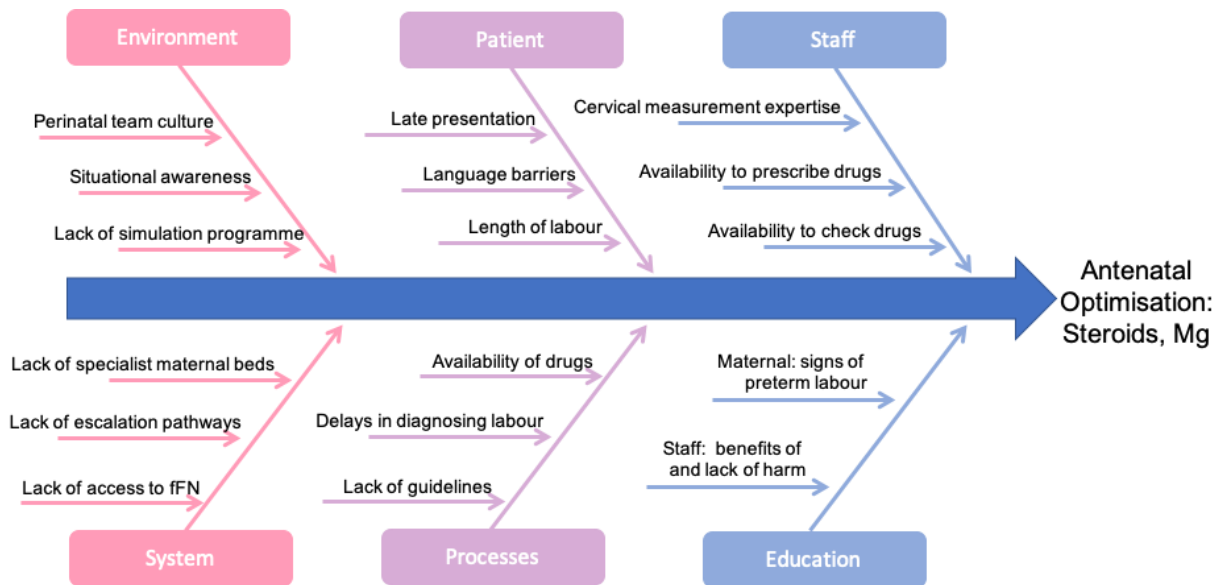 Environment
Patient
Staff
Perinatal team culture
Situational awareness
Lack of simulation programme
Late presentation
Language barriers
Length of labour
Cervical measurement expertise
Availability to prescribe drugs
Availability to check drugs
Antenatal
Optimisation:
Steroids, Mg
Lack of specialist maternal beds
Lack of escalation pathways
Lack of access to fFN
Availability of drugs
Delays in diagnosing labour
Lack of guidelines
Maternal: signs of
preterm labour
Staff: benefits of
and lack of harm
System
Processes
Education